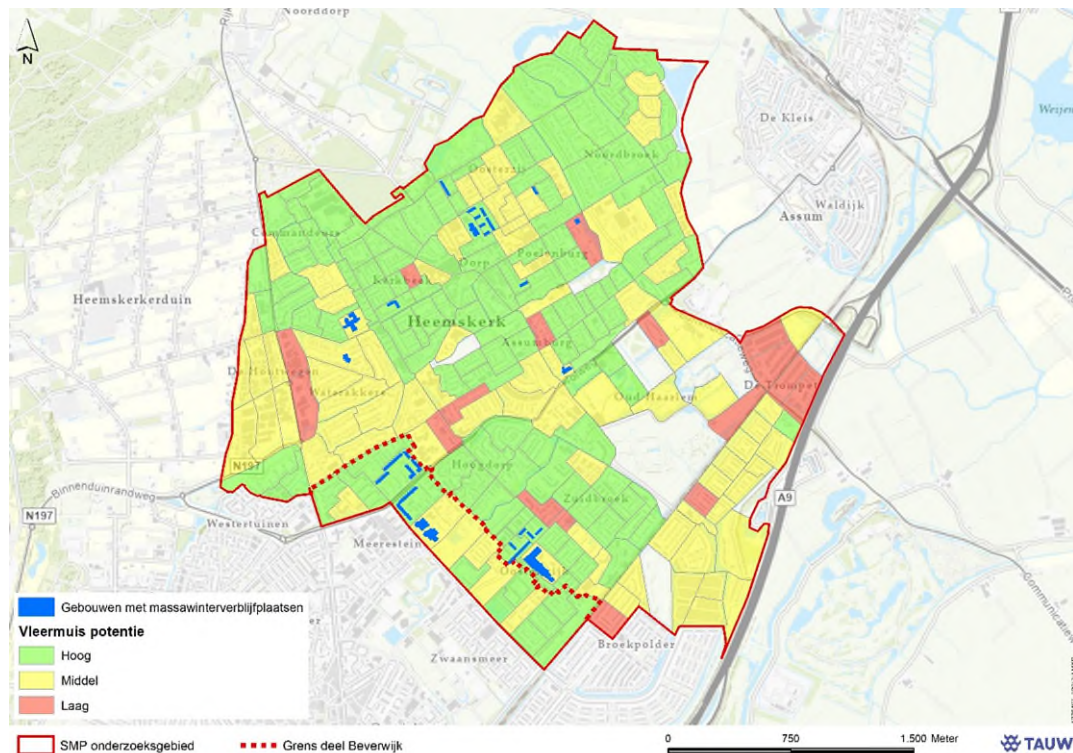 Noorddorp
N
De Kleis
Noordbroek
Oosterzij
Waldijk
Assum
Commandeurs
Poelenburg
Dorp
Kerkbeek
Heemskerkerduin
Heemskerk
Assumburg
De Trompet
De Houtwegen
Waterakkers
Oud Haarlem
N197
Hoogdorp
Binnenduinrandweg
Zuidbroek
A9
N197
Westertuinen
Meerestein
Gebouwen met massawinterverblijfplaatsen
Vleermuis potentie
Hoog
Middel
Laag
Broekpolder
Zwaansmeer
SMP onderzoeksgebied
Grens deel Beverwijk
0 750 1.500 Meter
TAUW